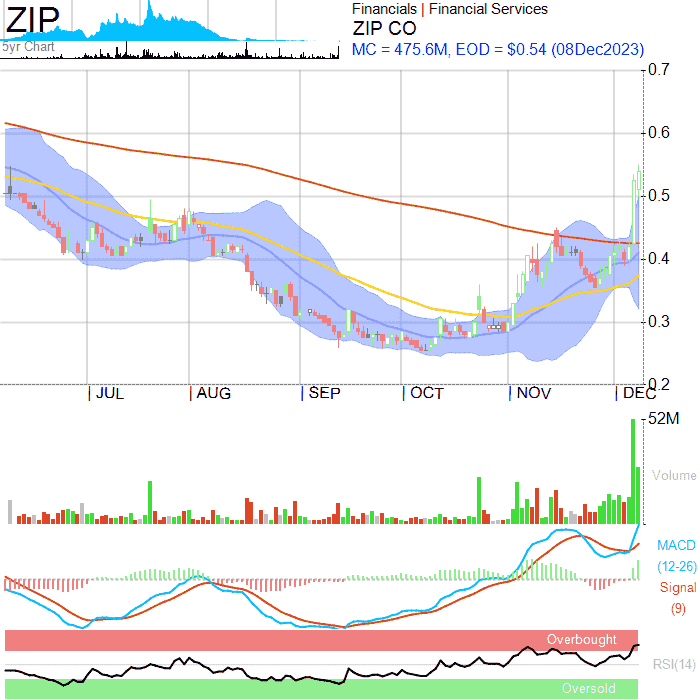 ZIP
5yr Chart
Financials | Financial Services
ZIP CO
MC = 475.6M, EOD = $0.54 (08Dec2023)
0.7
0.6
0.5
0.4
0.3
0.2
JUL AUG SEP OCT NOV DEC
52M
Volume
MACD
(12-26)
Signal
(9)
Overbought
RSI(14)
Oversold